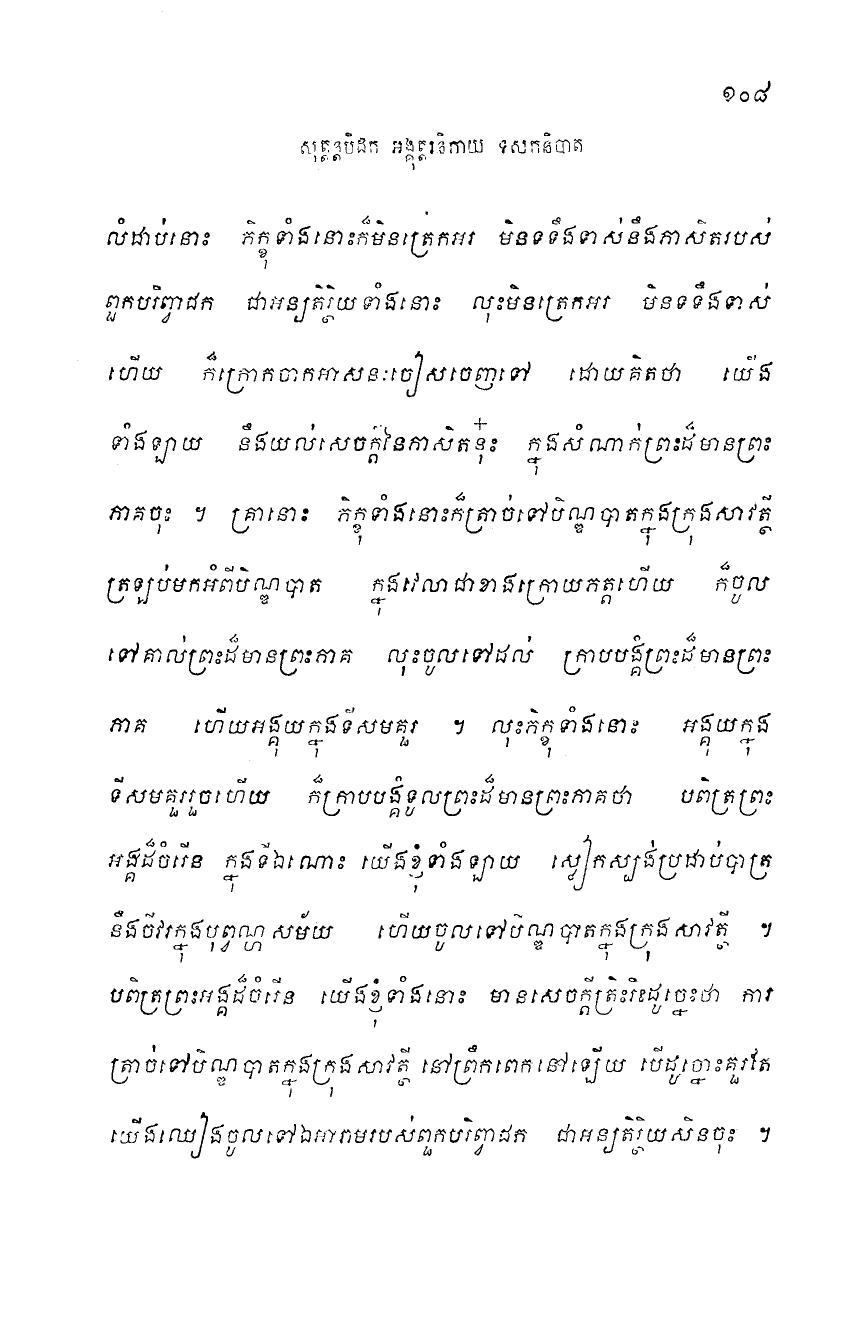 ១០៨
សុត្តន្តបិដក អង្គុត្តរនិកាយ ទសកនិបាត
លំដាប់នោះ ភិក្ខុទាំងនោះក៏មិនត្រេកអរ មិនទទឹងទាស់នឹងភាសិតរបស់
ពួកបរិព្វាជក ជាអន្យតិរ្ថិយទាំងនោះ លុះមិនត្រេកអរ មិនទទឹងទាស់
ហើយ ក៏ក្រោកចាកអាសនៈចៀសចេញទៅ ដោយគិតថា យើង
ទាំងឡាយ នឹងយល់សេចក្តីនៃភាសិតនុ៎ះ ក្នុងសំណាក់ព្រះដ៏មានព្រះ
ភាគចុះ ។ គ្រានោះ ភិក្ខុទាំងនោះក៏ត្រាច់ទៅបិណ្ឌបាតក្នុងក្រុងសាវត្ថី
ត្រឡប់មកអំពីបិណ្ឌបាត ក្នុងវេលាជាខាងក្រោយភត្តហើយ ក៏ចូល
ទៅគាល់ព្រះដ៏មានព្រះភាគ លុះចូលទៅដល់ ក្រាបបង្គំព្រះដ៏មានព្រះ
ភាគ ហើយអង្គុយក្នុងទីសមគួរ ។ លុះភិក្ខុទាំងនោះ អង្គុយក្នុង
ទីសមគួររួចហើយ ក៏ក្រាបបង្គំទូលព្រះដ៏មានព្រះភាគថា បពិត្រព្រះ
អង្គដ៏ចំរើន ក្នុងទីឯណោះ យើងខ្ញុំទាំងឡាយ ស្លៀកស្បង់ប្រដាប់បាត្រ
នឹងចីវរក្នុងបុព្វណ្ហសម័យ ហើយចូលទៅបិណ្ឌបាតក្នុងក្រុងសាវត្ថី ។
បពិត្រព្រះអង្គដ៏ចំរើន យើងខ្ញុំទាំងនោះ មានសេចក្តីត្រិះរិះដូច្នេះថា ការ
ត្រាច់ទៅបិណ្ឌបាតក្នុងក្រុងសាវត្ថី នៅព្រឹកពេកនៅឡើយ បើដូច្នោះគួរតែ
យើងឈៀងចូលទៅឯអារាមរបស់ពួកបរិព្វាជក ជាអន្យតិរ្ថិយសិនចុះ ។